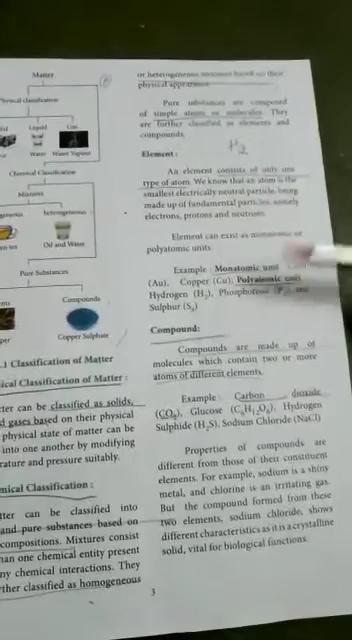 Matter
Physical classification
Liquid
Gas
Water
Water Vapour
Chemical Classification
Mixtures
heterogeneous
Oil and Water
Pure Substances
Compounds
Copper Sulphate
.1 Classification of Matter
ical Classification of Matter :
tter can be classified as solids,
d gases based on their physical
physical state of matter can be
into one another by modifying
rature and pressure suitably.
mical Classification :
tter can be classified into
and pure substances based on
compositions. Mixtures consist
han one chemical entity present
ny chemical interactions. They
rther classified as homogeneous
or heterogeneous mixtures based on their
physical appearance.
Pure substances are composed
of simple atoms or molecules. They
are further classified as elements and
compounds.
H2
Element :
An element consists of only one
type of atom. We know that an atom is the
smallest electrically neutral particle, being
made up of fundamental particles, namely
electrons, protons and neutrons.
Element can exist as monatomic or
polyatomic units.
Example : Monatomic unit
(Au), Copper (Cu); Polyatomic unit
Hydrogen (H₂), Phosphorous (P₄) and
Sulphur (S₈)
Compound:
Compounds are made up of
molecules which contain two or more
atoms of different elements.
Example : Carbon dioxide
(CO₂), Glucose (C₆H₁₂O₆), Hydrogen
Sulphide (H₂S), Sodium Chloride (NaCl)
Properties of compounds are
different from those of their constituent
elements. For example, sodium is a shiny
metal, and chlorine is an irritating gas.
But the compound formed from these
two elements, sodium chloride, shows
different characteristics as it is a crystalline
solid, vital for biological functions.
3